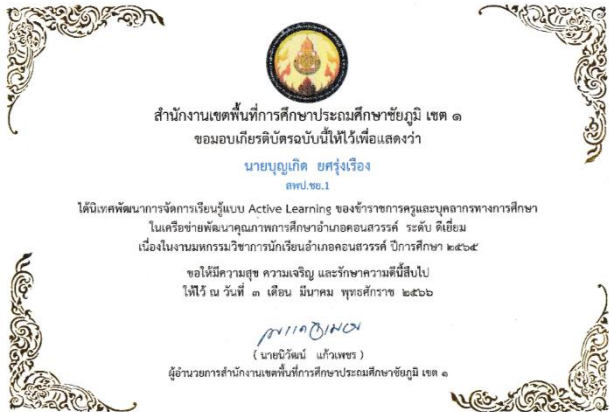 สำนักงานเขตพื้นที่การศึกษาประถมศึกษาชัยภูมิ เขต ๑
ขอมอบเกียรติบัตรฉบับนี้ให้ไว้เพื่อแสดงว่า
นายบุญเกิด ยศรุ่งเรือง
สพป.ชย.1
ได้นิเทศพัฒนาการจัดการเรียนรู้แบบ Active Learning ของข้าราชการครูและบุคลากรทางการศึกษา
ในเครือข่ายพัฒนาคุณภาพการศึกษาอำเภอคอนสวรรค์ ระดับ ดีเยี่ยม
เนื่องในงานมหกรรมวิชาการนักเรียนอำเภอคอนสวรรค์ ปีการศึกษา ๒๕๖๕
ขอให้มีความสุข ความเจริญ และรักษาความดีนี้สืบไป
ให้ไว้ ณ วันที่ ๓ เดือน มีนาคม พุทธศักราช ๒๕๖๖
( นายนิวัฒน์ แก้วเพชร )
ผู้อำนวยการสำนักงานเขตพื้นที่การศึกษาประถมศึกษาชัยภูมิ เขต ๑